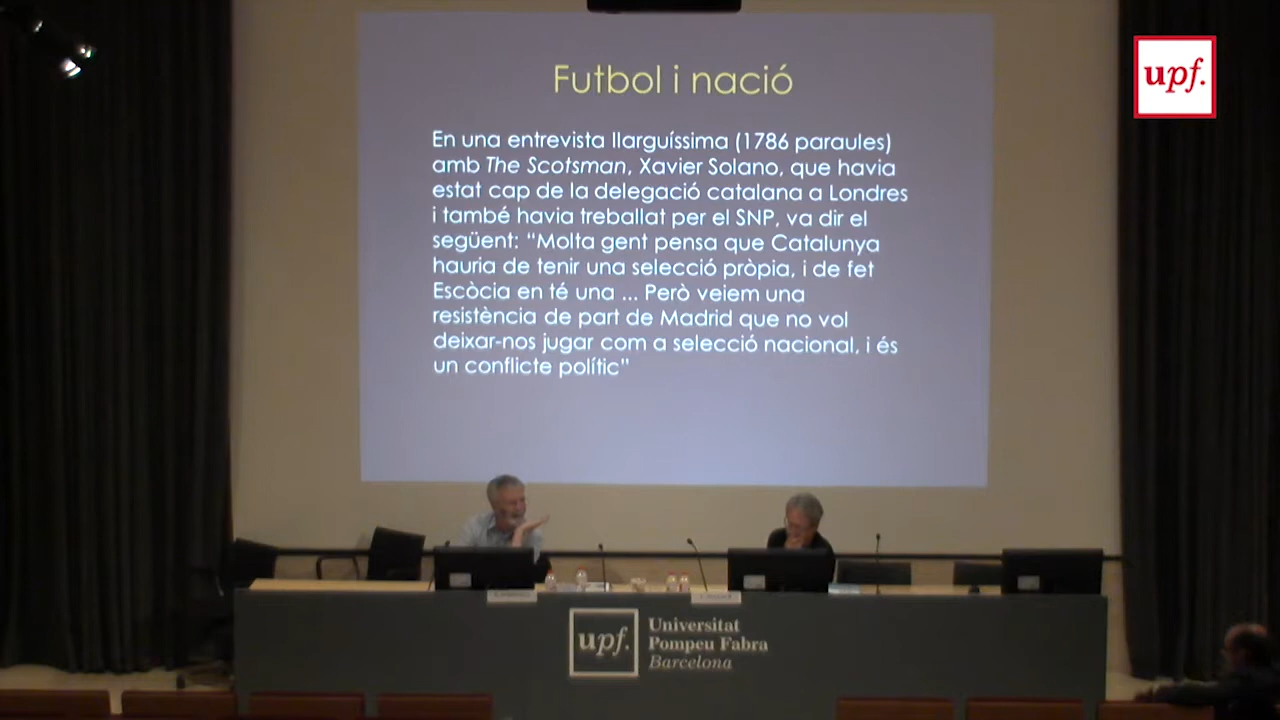 Futbol i nació
upf.
En una entrevista llarguíssima (1786 paraules)
amb The Scotsman, Xavier Solano, que havia
estat cap de la delegació catalana a Londres
i també havia treballat per el SNP, va dir el
següent: “Molta gent pensa que Catalunya
hauria de tenir una selecció pròpia, i de fet
Escòcia en té una ... Però veiem una
resistència de part de Madrid que no vol
deixar-nos jugar com a selecció nacional, i és
un conflicte polític”
upf.
Universitat
Pompeu Fabra
Barcelona